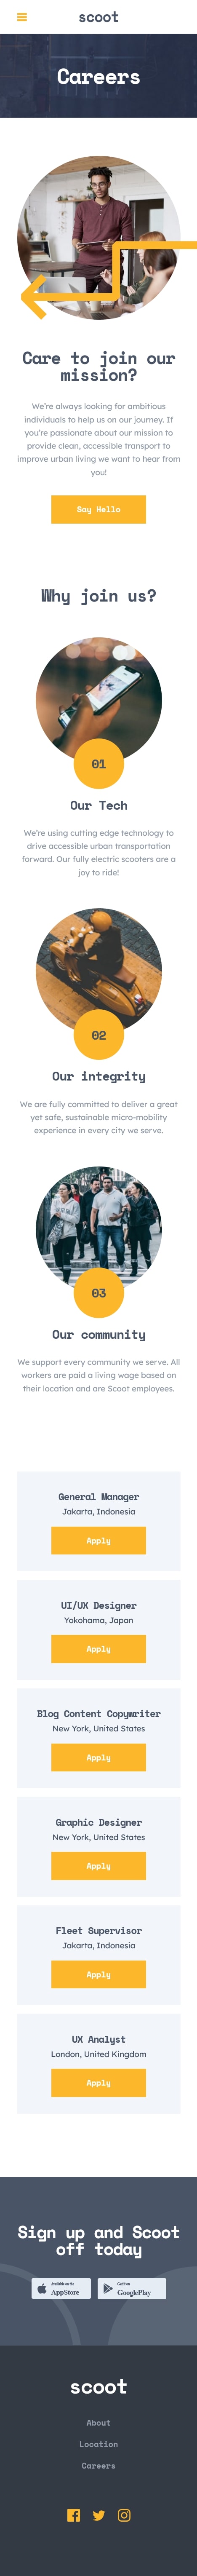 scoot
Careers
Care to join our
mission?
We're always looking for ambitious
individuals to help us on our journey. If
you're passionate about our mission to
provide clean, accessible transport to
improve urban living we want to hear from
you!
Say Hello
Why join us?
01
Our Tech
We're using cutting edge technology to
drive accessible urban transportation
forward. Our fully electric scooters are a
joy to ride!
02
Our integrity
We are fully committed to deliver a great
yet safe, sustainable micro-mobility
experience in every city we serve.
03
Our community
We support every community we serve. All
workers are paid a living wage based on
their location and are Scoot employees.
General Manager
Jakarta, Indonesia
Apply
UI/UX Designer
Yokohama, Japan
Apply
Blog Content Copywriter
New York, United States
Apply
Graphic Designer
New York, United States
Apply
Fleet Supervisor
Jakarta, Indonesia
Apply
UX Analyst
London, United Kingdom
Apply
Sign up and Scoot
off today
Available on the
AppStore
Get it on
GooglePlay
scoot
About
Location
Careers